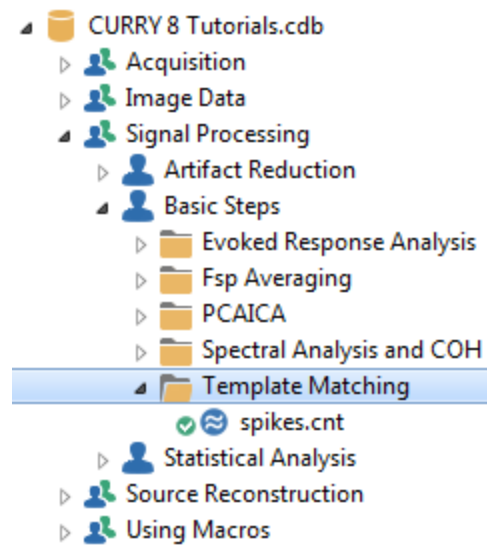 CURRY 8 Tutorials.cdb
Acquisition
Image Data
Signal Processing
Artifact Reduction
Basic Steps
Evoked Response Analysis
Fsp Averaging
PCAICA
Spectral Analysis and COH
Template Matching
spikes.cnt
Statistical Analysis
Source Reconstruction
Using Macros